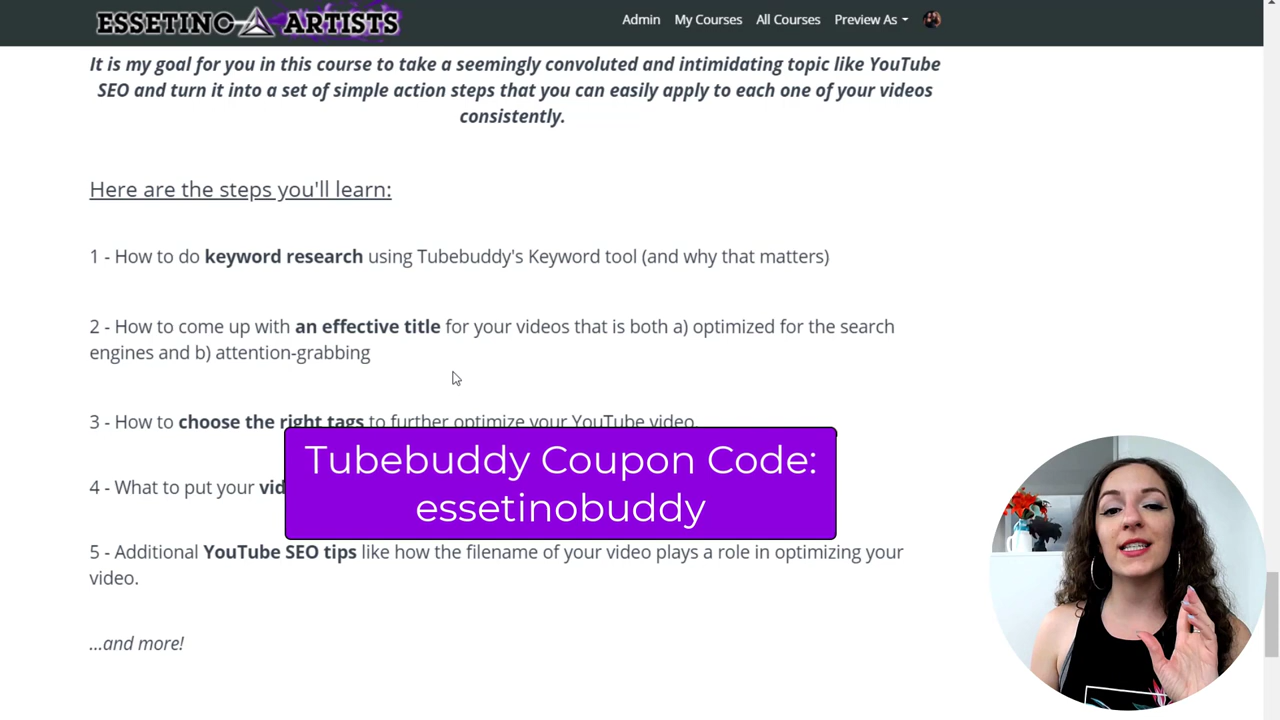 ESSETINO ARTISTS
Admin My Courses All Courses Preview As
It is my goal for you in this course to take a seemingly convoluted and intimidating topic like YouTube
SEO and turn it into a set of simple action steps that you can easily apply to each one of your videos
consistently.
Here are the steps you'll learn:
1 - How to do keyword research using Tubebuddy's Keyword tool (and why that matters)
2 - How to come up with an effective title for your videos that is both a) optimized for the search
engines and b) attention-grabbing
3 - How to choose the right tags to further optimize your YouTube video.
Tubebuddy Coupon Code:
essetinobuddy
4 - What to put your
5 - Additional YouTube SEO tips like how the filename of your video plays a role in optimizing your
video.
...and more!